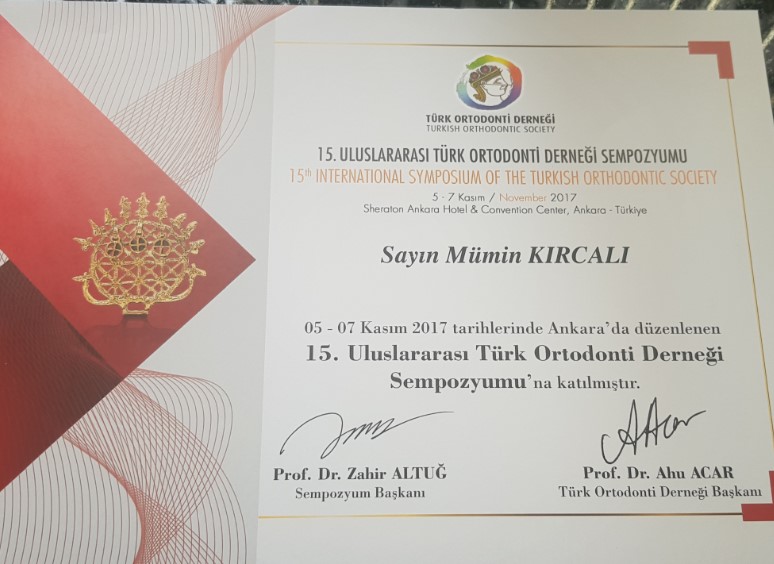 TÜRK ORTODONTİ DERNEĞİ
TURKISH ORTHODONTIC SOCIETY
15. ULUSLARARASI TÜRK ORTODONTİ DERNEĞİ SEMPOZYUMU
15th INTERNATIONAL SYMPOSIUM OF THE TURKISH ORTHODONTIC SOCIETY
5 - 7 Kasım / November 2017
Sheraton Ankara Hotel & Convention Center, Ankara - Türkiye
Sayın Mümin KIRCALI
05 - 07 Kasım 2017 tarihlerinde Ankara'da düzenlenen
15. Uluslararası Türk Ortodonti Derneği
Sempozyumu'na katılmıştır.
Prof. Dr. Zahir ALTUĞ
Sempozyum Başkanı
A Acar
Prof. Dr. Ahu ACAR
Türk Ortodonti Derneği Başkanı